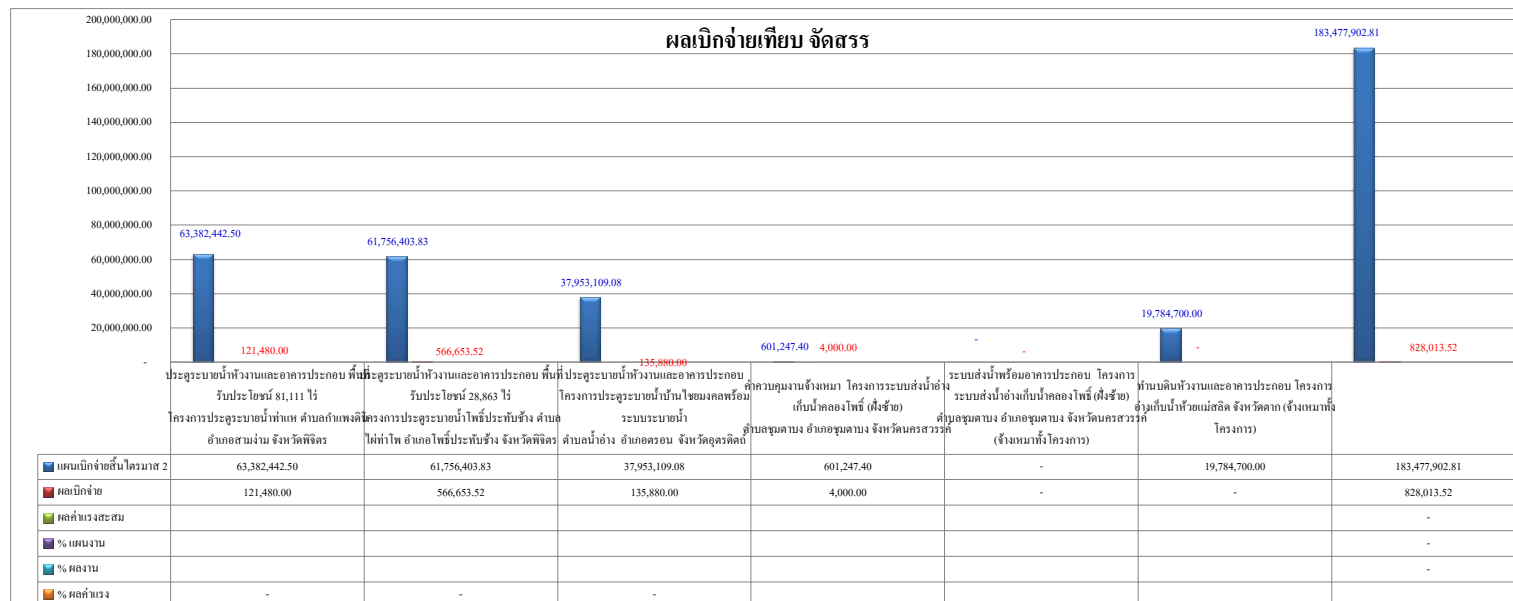 ผลเบิกจ่ายเทียบ จัดสรร
200,000,000.00
180,000,000.00
160,000,000.00
140,000,000.00
120,000,000.00
100,000,000.00
80,000,000.00
60,000,000.00
40,000,000.00
20,000,000.00
-
63,382,442.50
121,480.00
61,756,403.83
566,653.52
37,953,109.08
135,880.00
601,247.40
4,000.00
-
-
19,784,700.00
-
183,477,902.81
828,013.52
ประตูระบายน้ำหัวงานและอาคารประกอบ พื้นที่
รับประโยชน์ 81,111 ไร่
โครงการประตูระบายน้ำท่าแห ตำบลกำแพงดิน
อำเภอสามง่าม จังหวัดพิจิตร
ประตูระบายน้ำหัวงานและอาคารประกอบ พื้นที่
รับประโยชน์ 28,863 ไร่
โครงการประตูระบายน้ำโพธิ์ประทับช้าง ตำบล
ไผ่ท่าโพ อำเภอโพธิ์ประทับช้าง จังหวัดพิจิตร
ประตูระบายน้ำหัวงานและอาคารประกอบ
โครงการประตูระบายน้ำบ้านไชยมงคลพร้อม
ระบบระบายน้ำ
ตำบลน้ำอ่าง อำเภอตรอน จังหวัดอุตรดิตถ์
ค่าควบคุมงานจ้างเหมา โครงการระบบส่งน้ำอ่าง
เก็บน้ำคลองโพธิ์ (ฝั่งซ้าย)
ตำบลชุมตาบง อำเภอชุมตาบง จังหวัดนครสวรรค์
ระบบส่งน้ำพร้อมอาคารประกอบ โครงการ
ระบบส่งน้ำอ่างเก็บน้ำคลองโพธิ์ (ฝั่งซ้าย)
ตำบลชุมตาบง อำเภอชุมตาบง จังหวัดนครสวรรค์
(จ้างเหมาทั้งโครงการ)
ทำนบดินหัวงานและอาคารประกอบ โครงการ
อ่างเก็บน้ำห้วยแม่สลิด จังหวัดตาก (จ้างเหมาทั้ง
โครงการ)
แผนเบิกจ่ายสิ้นไตรมาส 2 63,382,442.50 61,756,403.83 37,953,109.08 601,247.40 - 19,784,700.00 183,477,902.81
ผลเบิกจ่าย 121,480.00 566,653.52 135,880.00 4,000.00 - - 828,013.52
ผลค่าแรงสะสม -
% แผนงาน -
% ผลงาน -
% ผลค่าแรง - - -